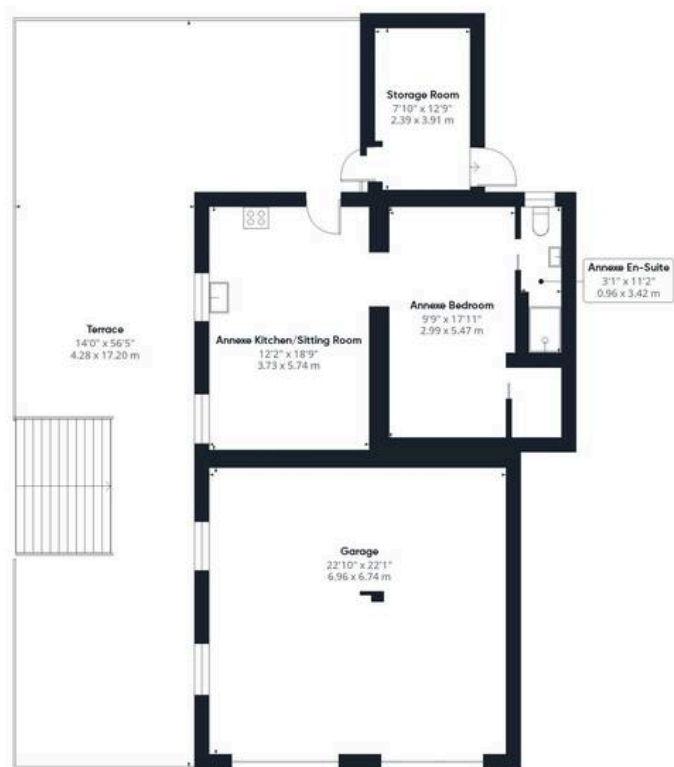 Storage Room
7'10" x 12'9"
2.39 x 3.91 m
Annexe En-Suite
3'1" x 11'2"
0.96 x 3.42 m
Annexe Bedroom
9'9" x 17'11"
2.99 x 5.47 m
Terrace
14'0" x 56'5"
4.28 x 17.20 m
Annexe Kitchen/Sitting Room
12'2" x 18'9"
3.73 x 5.74 m
Garage
22'10" x 22'1"
6.96 x 6.74 m